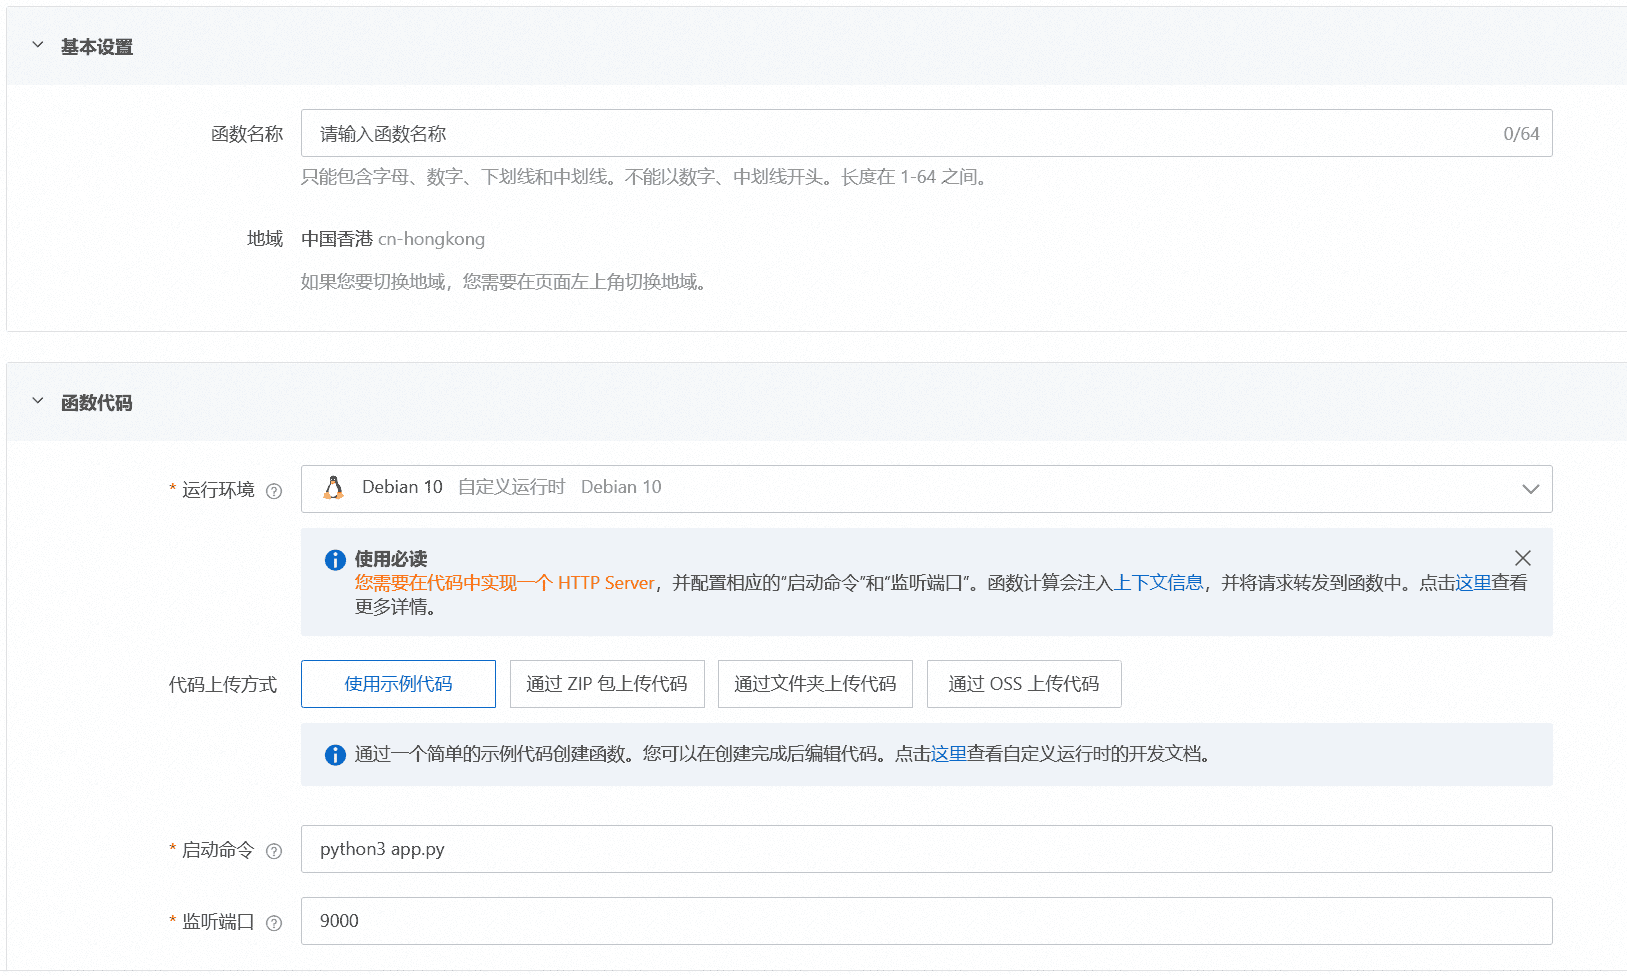 基本设置
函数名称 请输入函数名称 0/64
只能包含字母、数字、下划线和中划线。不能以数字、中划线开头。长度在 1-64 之间。
地域 中国香港 cn-hongkong
如果您要切换地域，您需要在页面左上角切换地域。
函数代码
* 运行环境 ? Debian 10 自定义运行时 Debian 10
使用必读
您需要在代码中实现一个 HTTP Server，并配置相应的“启动命令”和“监听端口”。函数计算会注入上下文信息，并将请求转发到函数中。点击这里查看
更多详情。
代码上传方式 使用示例代码 通过 ZIP 包上传代码 通过文件夹上传代码 通过 OSS 上传代码
通过一个简单的示例代码创建函数。您可以在创建完成后编辑代码。点击这里查看自定义运行时的开发文档。
* 启动命令 ? python3 app.py
* 监听端口 ? 9000